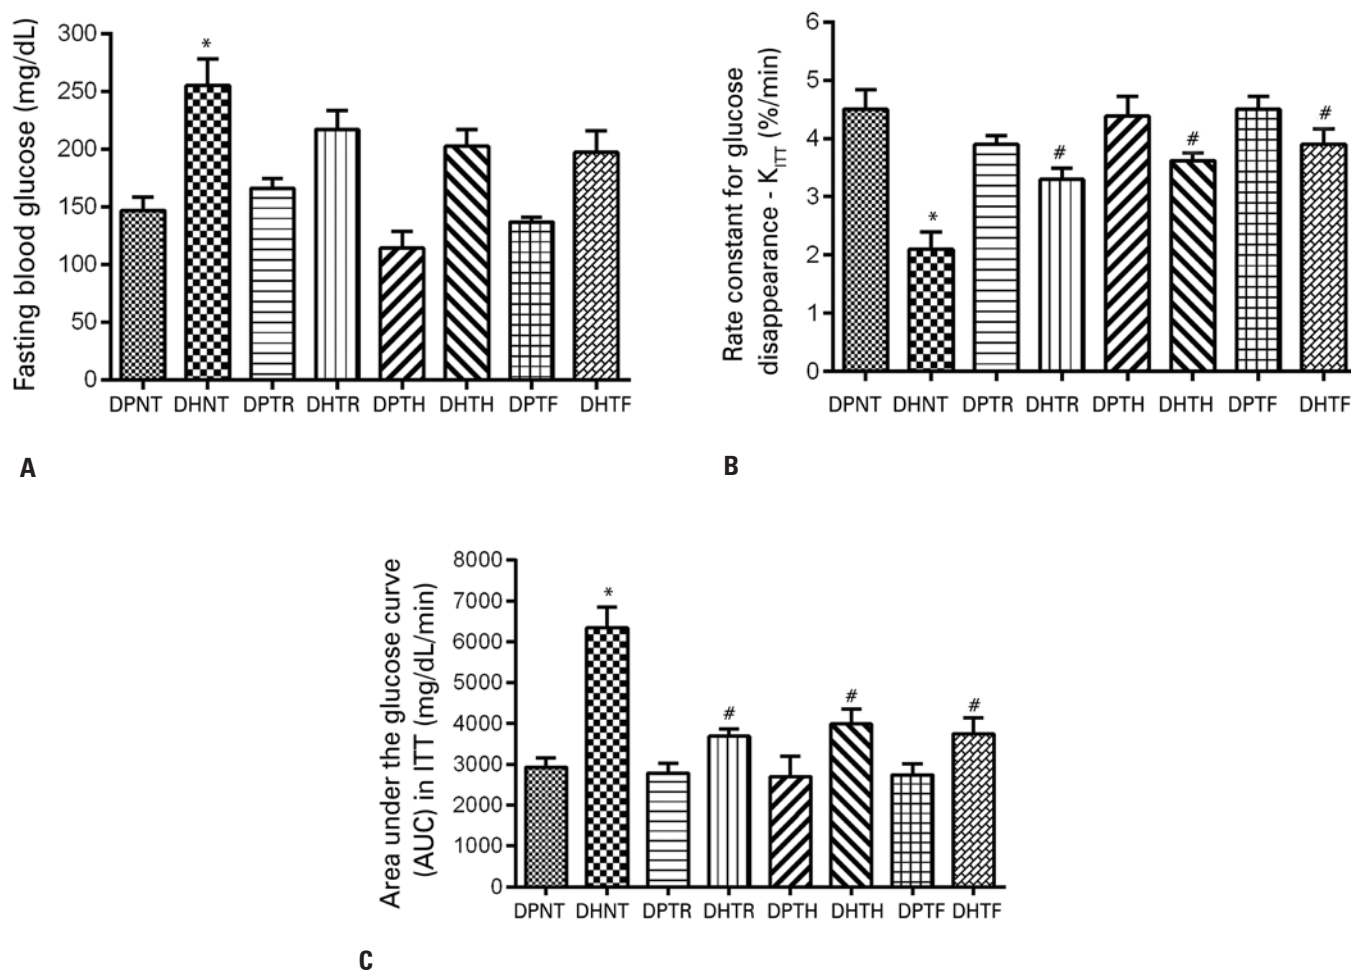 Fasting blood glucose (mg/dL)
300
250
200
150
100
50
0
*
DPNT DHNT DPTR DHTR DPTH DHTH DPTF DHTF
A
Rate constant for glucose
disappearance - K_ITT (%/min)
6
5
4
3
2
1
0
* # # #
DPNT DHNT DPTR DHTR DPTH DHTH DPTF DHTF
B
Area under the glucose curve
(AUC) in ITT (mg/dL/min)
8000
7000
6000
5000
4000
3000
2000
1000
0
* # # #
DPNT DHNT DPTR DHTR DPTH DHTH DPTF DHTF
C